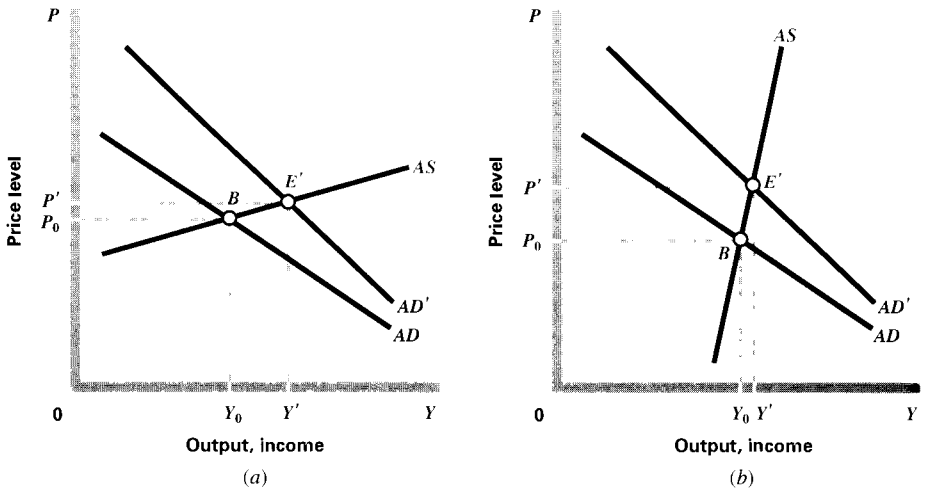 P
Price level
AS
E'
B
P'
P₀
AD'
AD
0
Y₀
Y'
Y
Output, income
(a)
P
Price level
AS
E'
P'
P₀
B
AD'
AD
0
Y₀
Y'
Y
Output, income
(b)